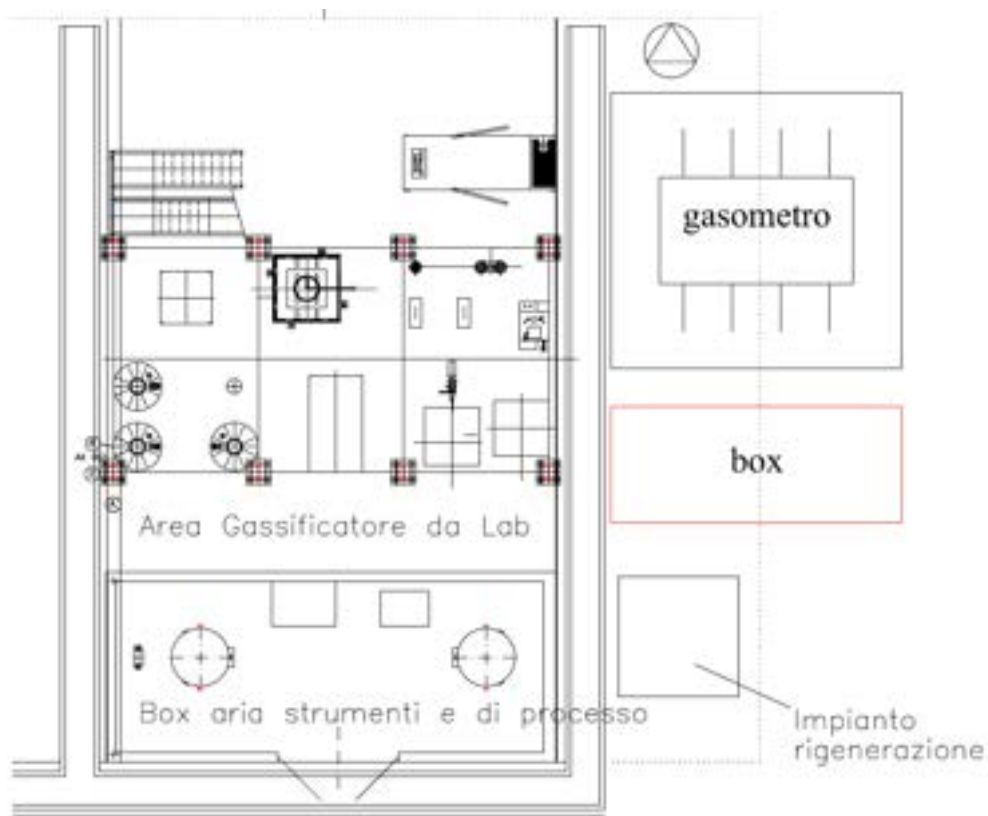 gasometro
box
Area Gassificatore da Lab
Box aria strumenti e di processo
Impianto
rigenerazione